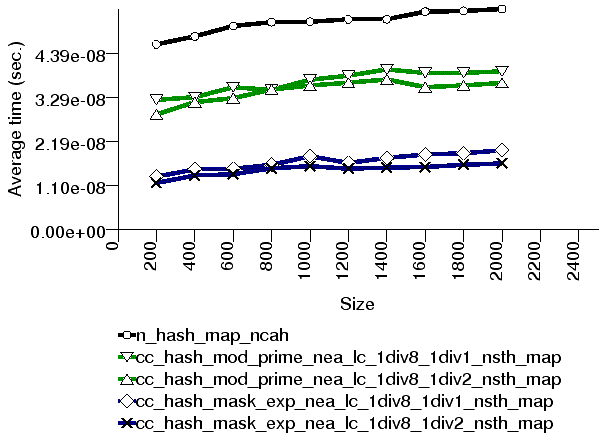 Average time (sec.)
4.39e-08
3.29e-08
2.19e-08
1.10e-08
0.00e+00
0
200
400
600
800
1000
1200
1400
1600
1800
2000
2200
2400
Size
n_hash_map_ncah
cc_hash_mod_prime_nea_lc_1div8_1div1_nsth_map
cc_hash_mod_prime_nea_lc_1div8_1div2_nsth_map
cc_hash_mask_exp_nea_lc_1div8_1div1_nsth_map
cc_hash_mask_exp_nea_lc_1div8_1div2_nsth_map